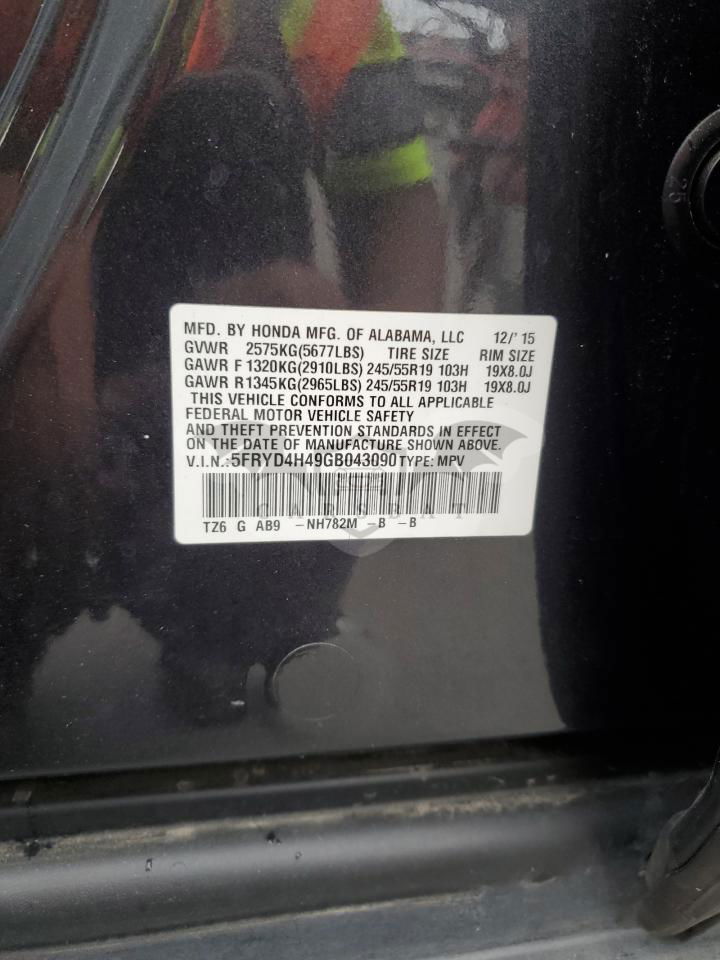 25
MFD. BY HONDA MFG. OF ALABAMA, LLC 12/' 15
GVWR 2575KG(5677LBS) TIRE SIZE RIM SIZE
GAWR F 1320KG(2910LBS) 245/55R19 103H 19X8.0J
GAWR R1345KG(2965LBS) 245/55R19 103H 19X8.0J
THIS VEHICLE CONFORMS TO ALL APPLICABLE
FEDERAL MOTOR VEHICLE SAFETY
AND THEFT PREVENTION STANDARDS IN EFFECT
ON THE DATE OF MANUFACTURE SHOWN ABOVE.
V.I.N.:5FRYD4H49GB043090 TYPE: MPV
CARSBAT
TZ6 G AB9 -NH782M -B -B